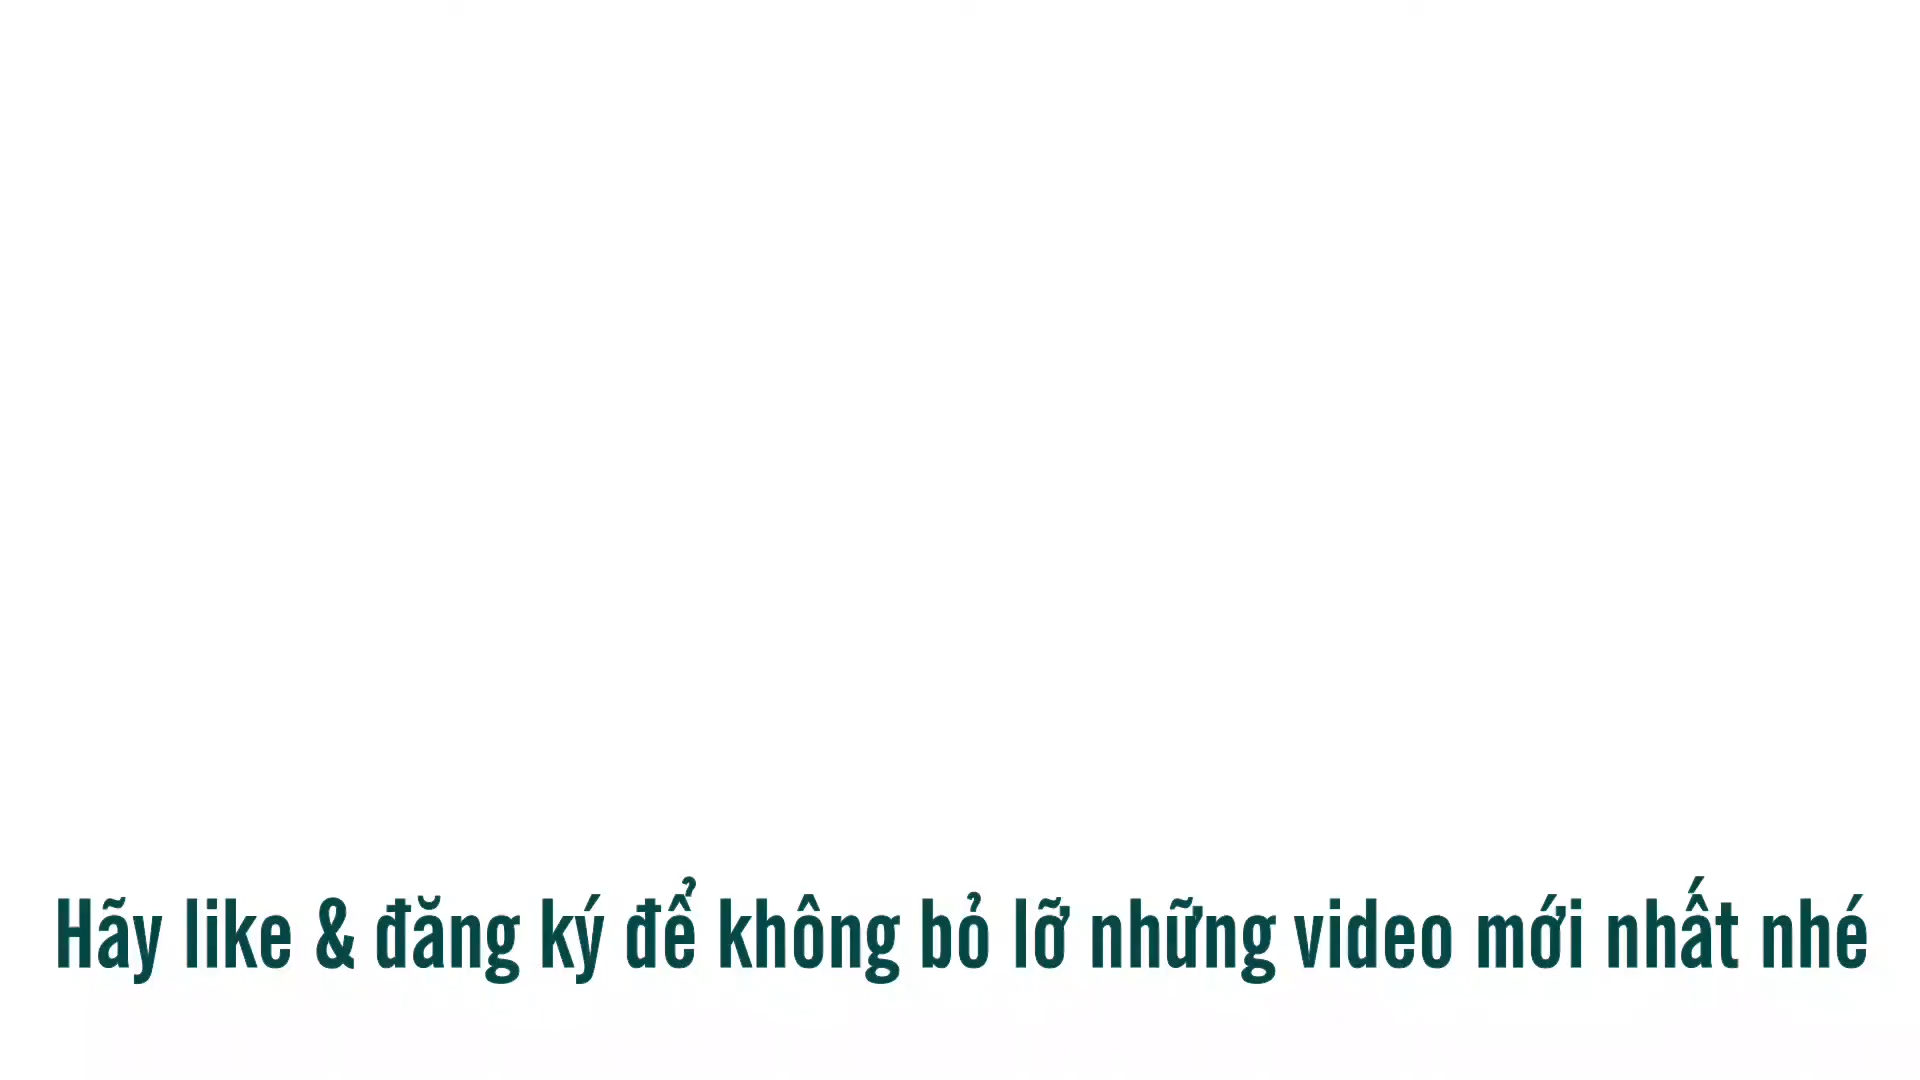 Hãy like & đăng ký để không bỏ lỡ những video mới nhất nhé